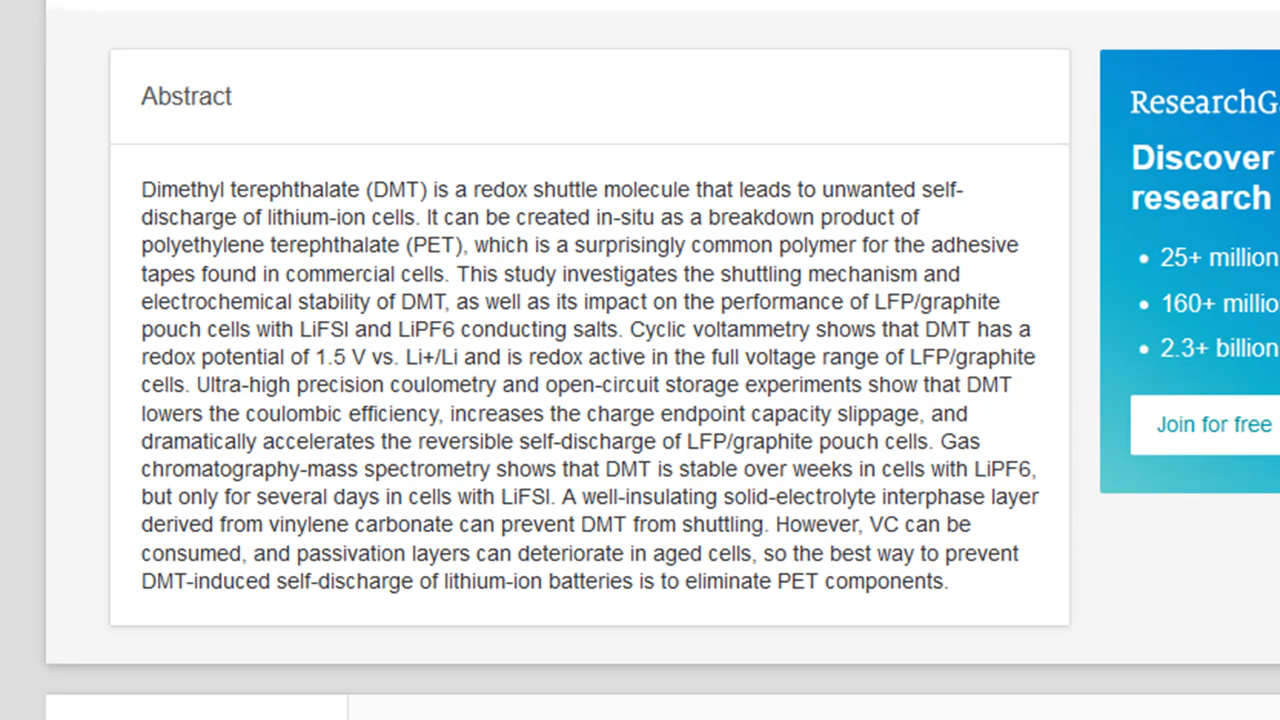 Abstract
Dimethyl terephthalate (DMT) is a redox shuttle molecule that leads to unwanted self-
discharge of lithium-ion cells. It can be created in-situ as a breakdown product of
polyethylene terephthalate (PET), which is a surprisingly common polymer for the adhesive
tapes found in commercial cells. This study investigates the shuttling mechanism and
electrochemical stability of DMT, as well as its impact on the performance of LFP/graphite
pouch cells with LiFSI and LiPF6 conducting salts. Cyclic voltammetry shows that DMT has a
redox potential of 1.5 V vs. Li+/Li and is redox active in the full voltage range of LFP/graphite
cells. Ultra-high precision coulometry and open-circuit storage experiments show that DMT
lowers the coulombic efficiency, increases the charge endpoint capacity slippage, and
dramatically accelerates the reversible self-discharge of LFP/graphite pouch cells. Gas
chromatography-mass spectrometry shows that DMT is stable over weeks in cells with LiPF6,
but only for several days in cells with LiFSI. A well-insulating solid-electrolyte interphase layer
derived from vinylene carbonate can prevent DMT from shuttling. However, VC can be
consumed, and passivation layers can deteriorate in aged cells, so the best way to prevent
DMT-induced self-discharge of lithium-ion batteries is to eliminate PET components.
ResearchG
Discover
research
• 25+ million
• 160+ millio
• 2.3+ billion
Join for free